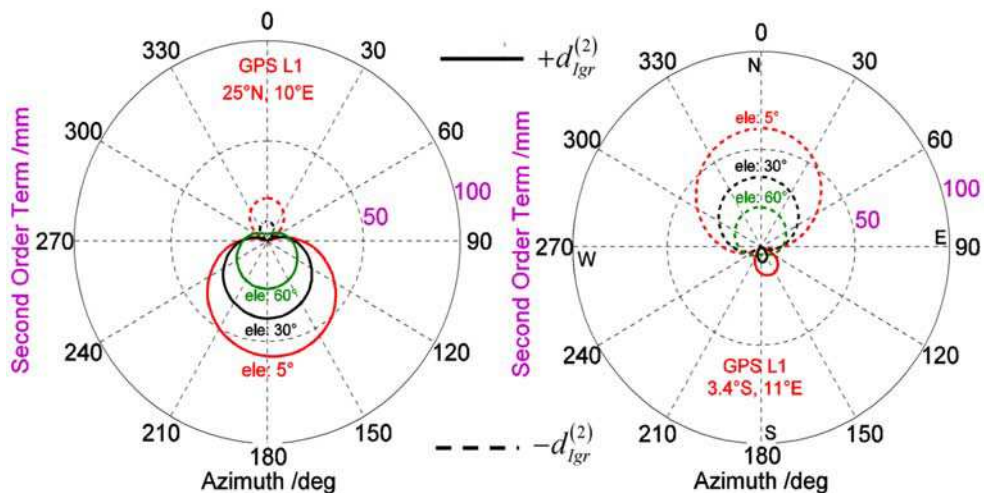 0
330
30
300
60
270
90
240
120
210
150
180
GPS L1
25°N, 10°E
50
100
ele: 60°
ele: 30°
ele: 5°
Second Order Term /mm
Azimuth /deg
+d_{Igr}^{(2)}
-d_{Igr}^{(2)}
0
N
330
30
300
60
270
W
E
90
240
120
210
150
S
180
ele: 5°
ele: 30°
ele: 60°
50
100
GPS L1
3.4°S, 11°E
Second Order Term /mm
Azimuth /deg